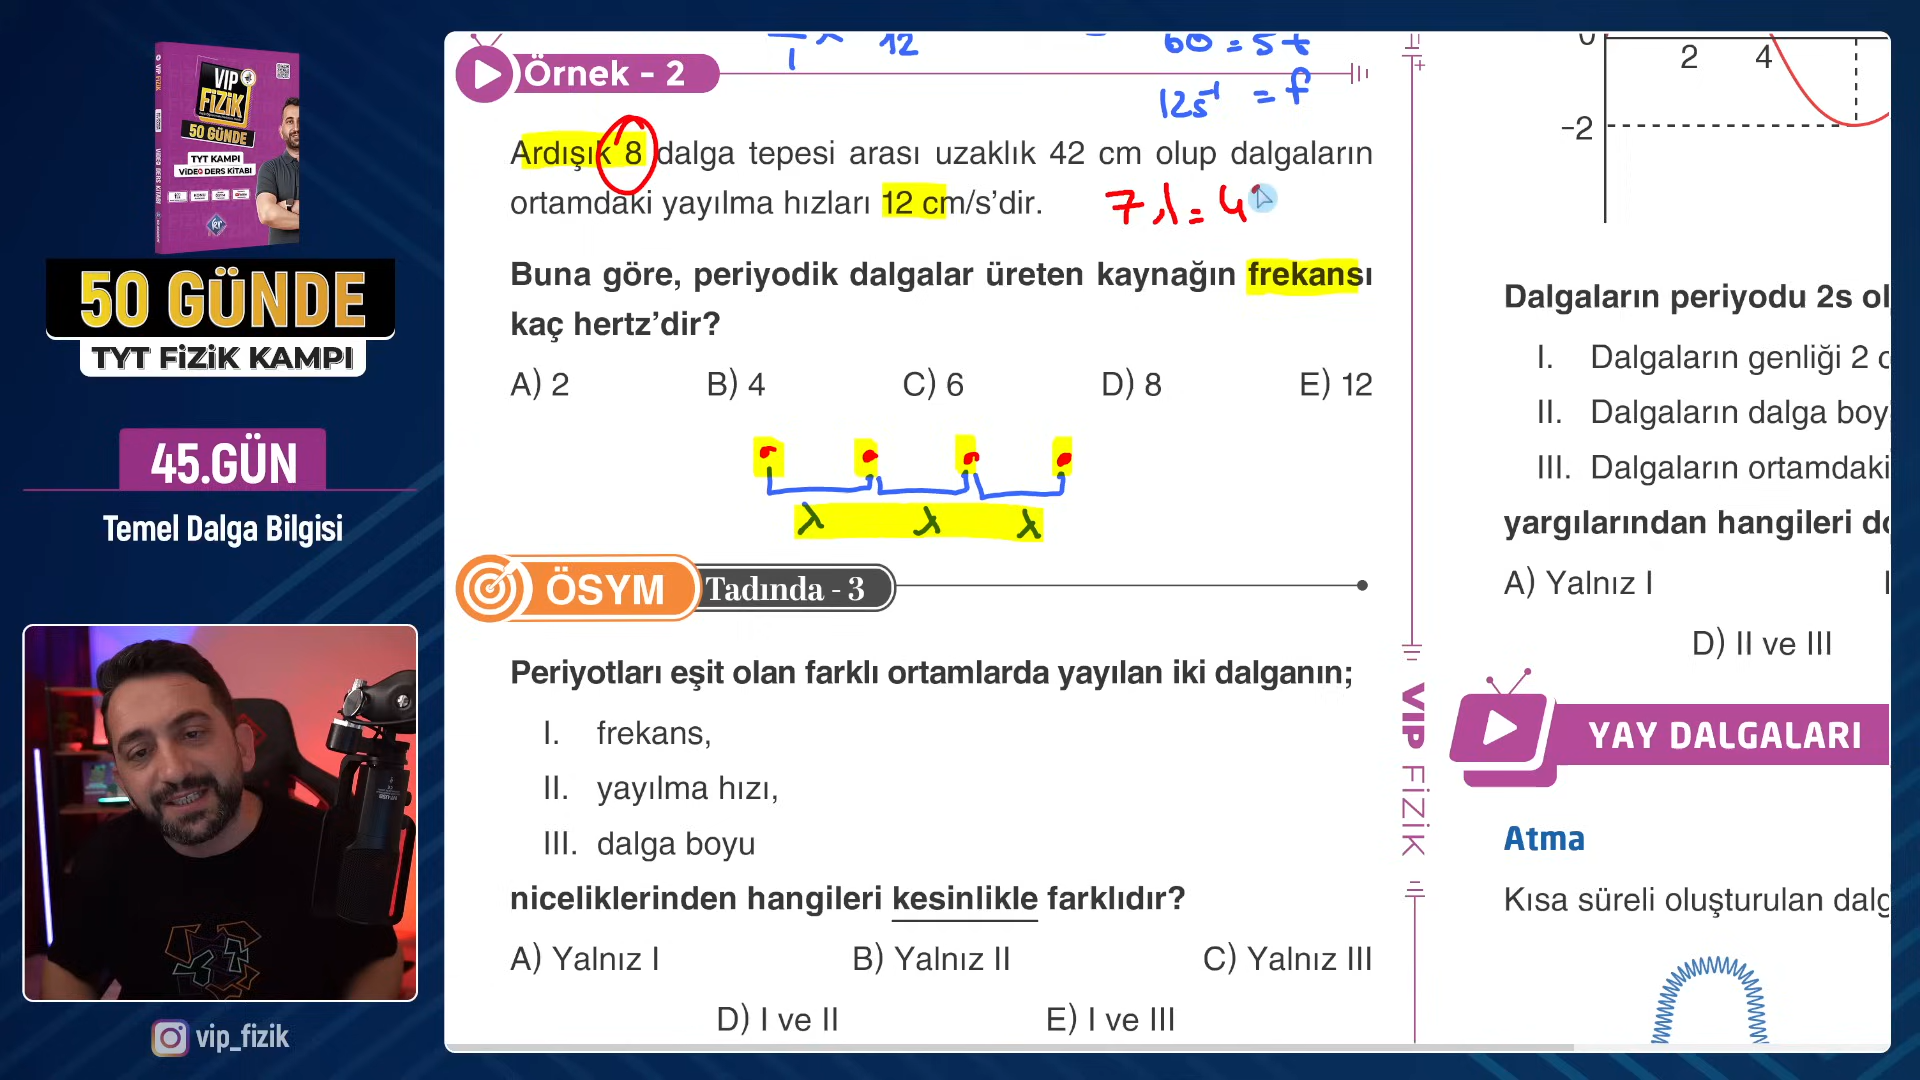 VIP
FİZİK
50 GÜNDE
TYT KAMPI
VİDEO DERS KİTABI
50 GÜNDE
TYT FİZİK KAMPI
45.GÜN
Temel Dalga Bilgisi
vip_fizik
12
60 = 5 f
12s⁻¹ = f
Örnek - 2
Ardışık 8 dalga tepesi arası uzaklık 42 cm olup dalgaların
ortamdaki yayılma hızları 12 cm/s’dir.
7λ = 4
Buna göre, periyodik dalgalar üreten kaynağın frekansı
kaç hertz’dir?
A) 2 B) 4 C) 6 D) 8 E) 12
λ λ λ
ÖSYM Tadında - 3
Periyotları eşit olan farklı ortamlarda yayılan iki dalganın;
I. frekans,
II. yayılma hızı,
III. dalga boyu
niceliklerinden hangileri kesinlikle farklıdır?
A) Yalnız I B) Yalnız II C) Yalnız III
D) I ve II E) I ve III
VIP FİZİK
0 2 4
-2
Dalgaların periyodu 2s ol
I. Dalgaların genliği 2 c
II. Dalgaların dalga boy
III. Dalgaların ortamdaki
yargılarından hangileri do
A) Yalnız I
D) II ve III
YAY DALGALARI
Atma
Kısa süreli oluşturulan dalg